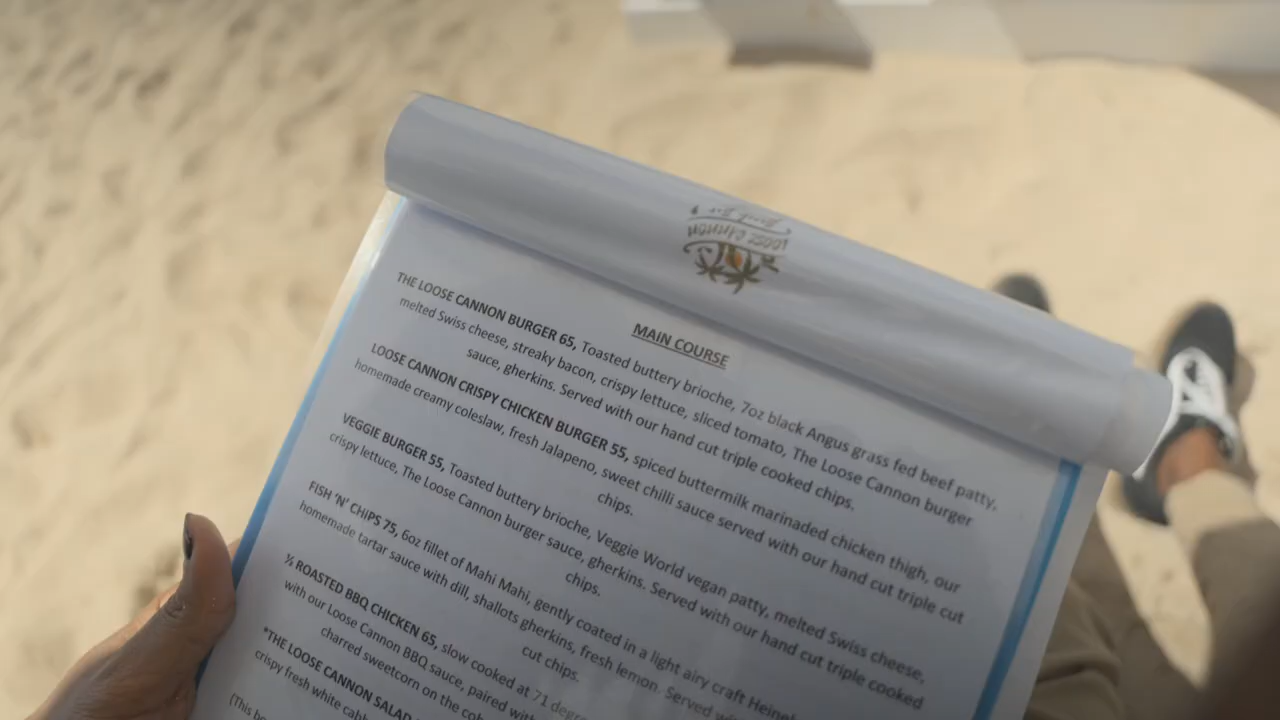 LOOSE CANNON
MAIN COURSE
THE LOOSE CANNON BURGER 65, Toasted buttery brioche, 7oz black Angus grass fed beef patty,
melted Swiss cheese, streaky bacon, crispy lettuce, sliced tomato, The Loose Cannon burger
sauce, gherkins. Served with our hand cut triple cooked chips.
LOOSE CANNON CRISPY CHICKEN BURGER 55, spiced buttermilk marinaded chicken thigh, our
homemade creamy coleslaw, fresh Jalapeno, sweet chilli sauce served with our hand cut triple cut
chips.
VEGGIE BURGER 55, Toasted buttery brioche, Veggie World vegan patty, melted Swiss cheese,
crispy lettuce, The Loose Cannon burger sauce, gherkins. Served with our hand cut triple cooked
chips.
FISH 'N' CHIPS 75, 6oz fillet of Mahi Mahi, gently coated in a light airy craft
homemade tartar sauce with dill, shallots gherkins, fresh lemon. Served
cut chips.
½ ROASTED BBQ CHICKEN 65, slow cooked at 71
with our Loose Cannon BBQ sauce, paired
charred sweetcorn on the
*THE LOOSE CANNON SALAD
crispy fresh white
(This